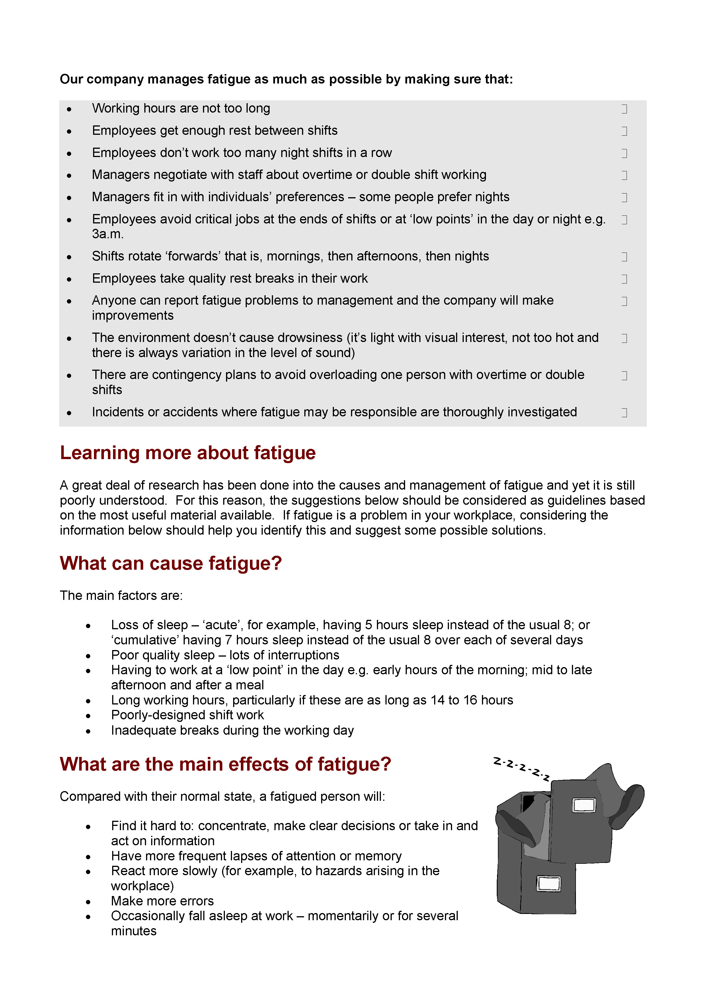 Our company manages fatigue as much as possible by making sure that:
• Working hours are not too long
• Employees get enough rest between shifts
• Employees don’t work too many night shifts in a row
• Managers negotiate with staff about overtime or double shift working
• Managers fit in with individuals’ preferences – some people prefer nights
• Employees avoid critical jobs at the ends of shifts or at ‘low points’ in the day or night e.g.
3a.m.
• Shifts rotate ‘forwards’ that is, mornings, then afternoons, then nights
• Employees take quality rest breaks in their work
• Anyone can report fatigue problems to management and the company will make
improvements
• The environment doesn’t cause drowsiness (it’s light with visual interest, not too hot and
there is always variation in the level of sound)
• There are contingency plans to avoid overloading one person with overtime or double
shifts
• Incidents or accidents where fatigue may be responsible are thoroughly investigated
Learning more about fatigue
A great deal of research has been done into the causes and management of fatigue and yet it is still
poorly understood.  For this reason, the suggestions below should be considered as guidelines based
on the most useful material available.  If fatigue is a problem in your workplace, considering the
information below should help you identify this and suggest some possible solutions.
What can cause fatigue?
The main factors are:
• Loss of sleep – ‘acute’, for example, having 5 hours sleep instead of the usual 8; or
‘cumulative’ having 7 hours sleep instead of the usual 8 over each of several days
• Poor quality sleep – lots of interruptions
• Having to work at a ‘low point’ in the day e.g. early hours of the morning; mid to late
afternoon and after a meal
• Long working hours, particularly if these are as long as 14 to 16 hours
• Poorly-designed shift work
• Inadequate breaks during the working day
What are the main effects of fatigue?
z-z-z-z-z
Compared with their normal state, a fatigued person will:
• Find it hard to: concentrate, make clear decisions or take in and
act on information
• Have more frequent lapses of attention or memory
• React more slowly (for example, to hazards arising in the
workplace)
• Make more errors
• Occasionally fall asleep at work – momentarily or for several
minutes